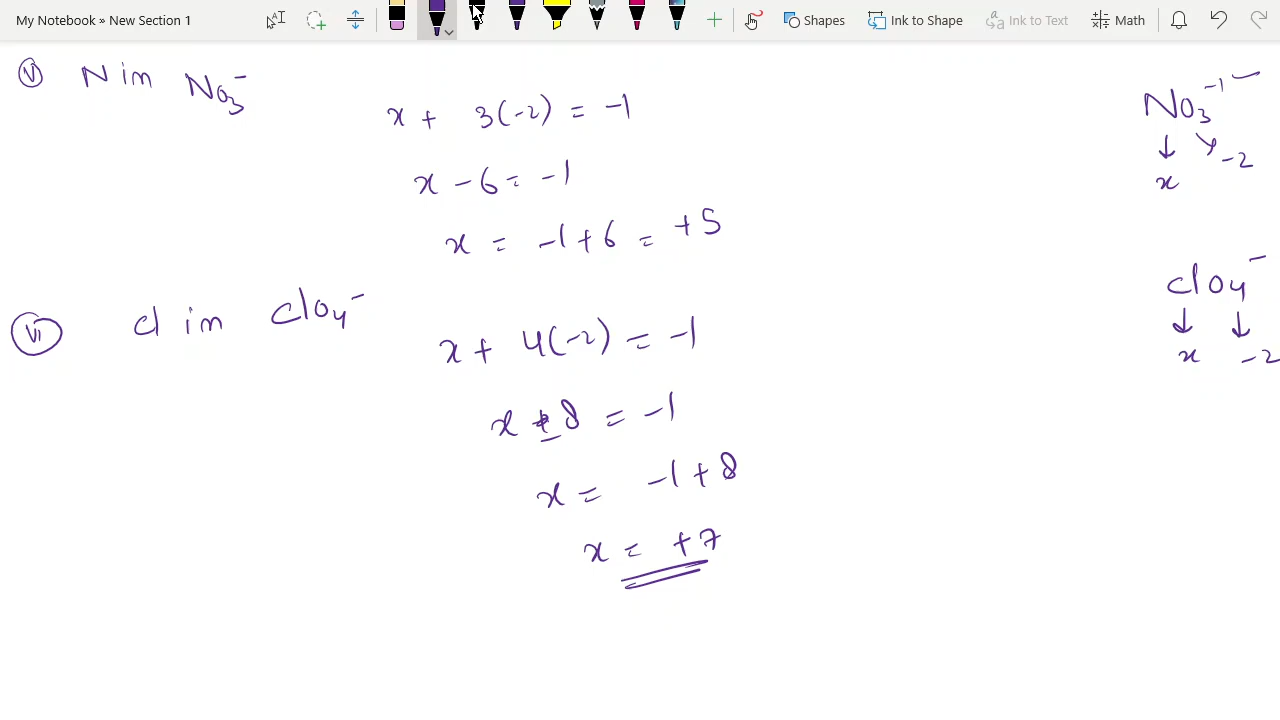 My Notebook » New Section 1
Shapes
Ink to Shape
Ink to Text
Math
(V) N in NO3^-
x + 3(-2) = -1
x - 6 = -1
x = -1 + 6 = +5
NO3^-1
x -2
(VI) Cl in ClO4^-
x + 4(-2) = -1
x - 8 = -1
x = -1 + 8
x = +7
ClO4^-
x -2